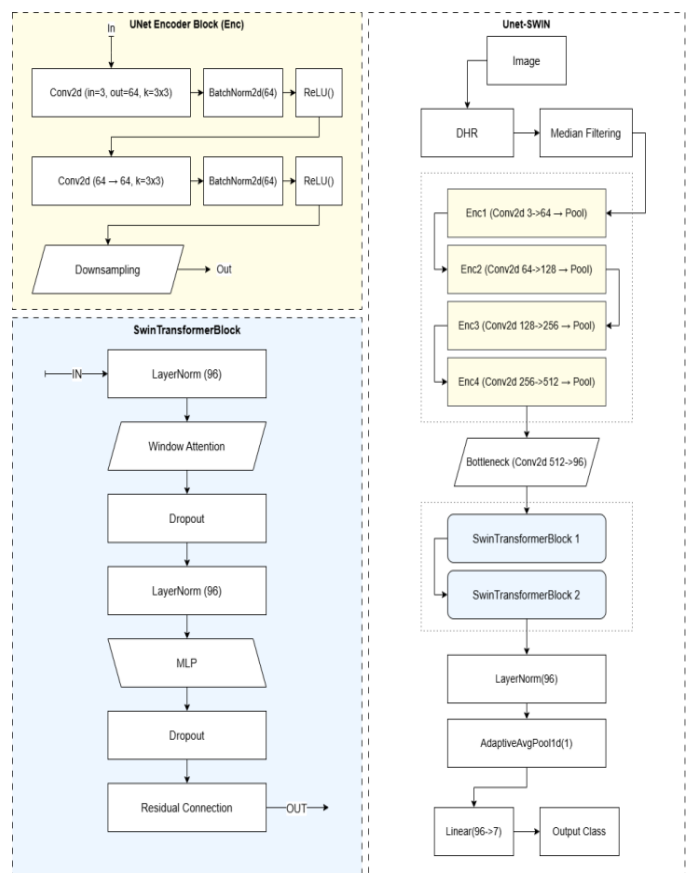 UNet Encoder Block (Enc)
In
Conv2d (in=3, out=64, k=3x3)
BatchNorm2d(64)
ReLU()
Conv2d (64 → 64, k=3x3)
BatchNorm2d(64)
ReLU()
Downsampling
Out
SwinTransformerBlock
IN
LayerNorm (96)
Window Attention
Dropout
LayerNorm (96)
MLP
Dropout
Residual Connection
OUT
Unet-SWIN
Image
DHR
Median Filtering
Enc1 (Conv2d 3->64 → Pool)
Enc2 (Conv2d 64->128 → Pool)
Enc3 (Conv2d 128->256 → Pool)
Enc4 (Conv2d 256->512 → Pool)
Bottleneck (Conv2d 512->96)
SwinTransformerBlock 1
SwinTransformerBlock 2
LayerNorm(96)
AdaptiveAvgPool1d(1)
Linear(96->7)
Output Class